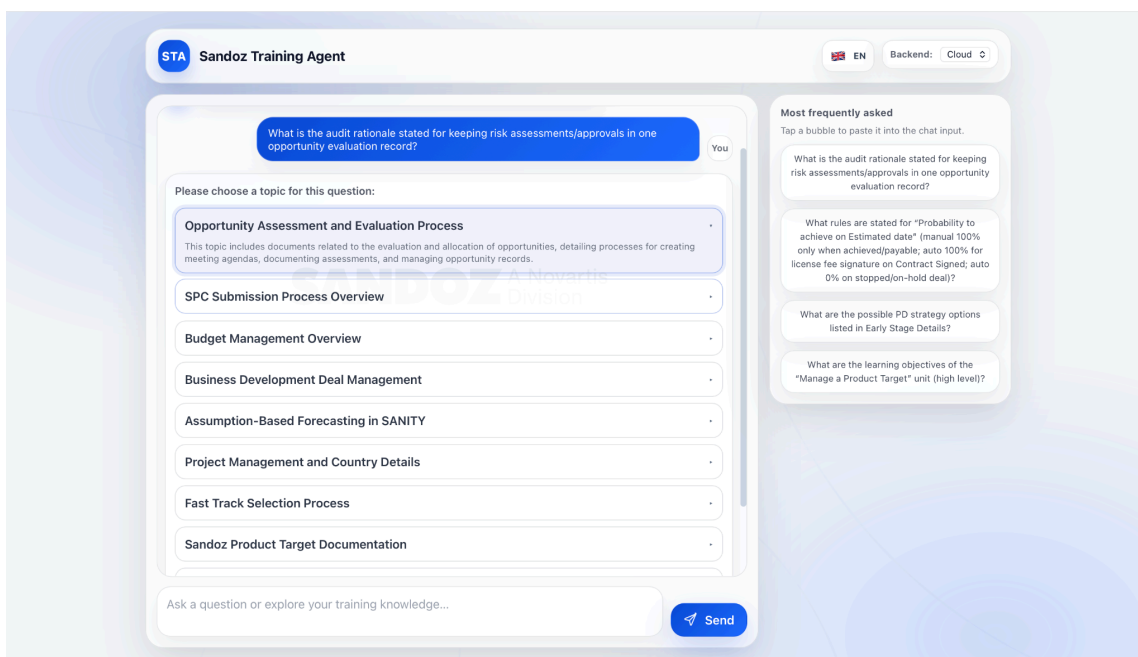 STA
Sandoz Training Agent
EN
Backend:
Cloud
What is the audit rationale stated for keeping risk assessments/approvals in one
opportunity evaluation record?
You
Please choose a topic for this question:
Opportunity Assessment and Evaluation Process
This topic includes documents related to the evaluation and allocation of opportunities, detailing processes for creating
meeting agendas, documenting assessments, and managing opportunity records.
SANDOZ A Novartis
Division
SPC Submission Process Overview
Budget Management Overview
Business Development Deal Management
Assumption-Based Forecasting in SANITY
Project Management and Country Details
Fast Track Selection Process
Sandoz Product Target Documentation
Ask a question or explore your training knowledge...
Send
Most frequently asked
Tap a bubble to paste it into the chat input.
What is the audit rationale stated for keeping
risk assessments/approvals in one opportunity
evaluation record?
What rules are stated for “Probability to
achieve on Estimated date” (manual 100%
only when achieved/payable; auto 100% for
license fee signature on Contract Signed; auto
0% on stopped/on-hold deal)?
What are the possible PD strategy options
listed in Early Stage Details?
What are the learning objectives of the
“Manage a Product Target” unit (high level)?